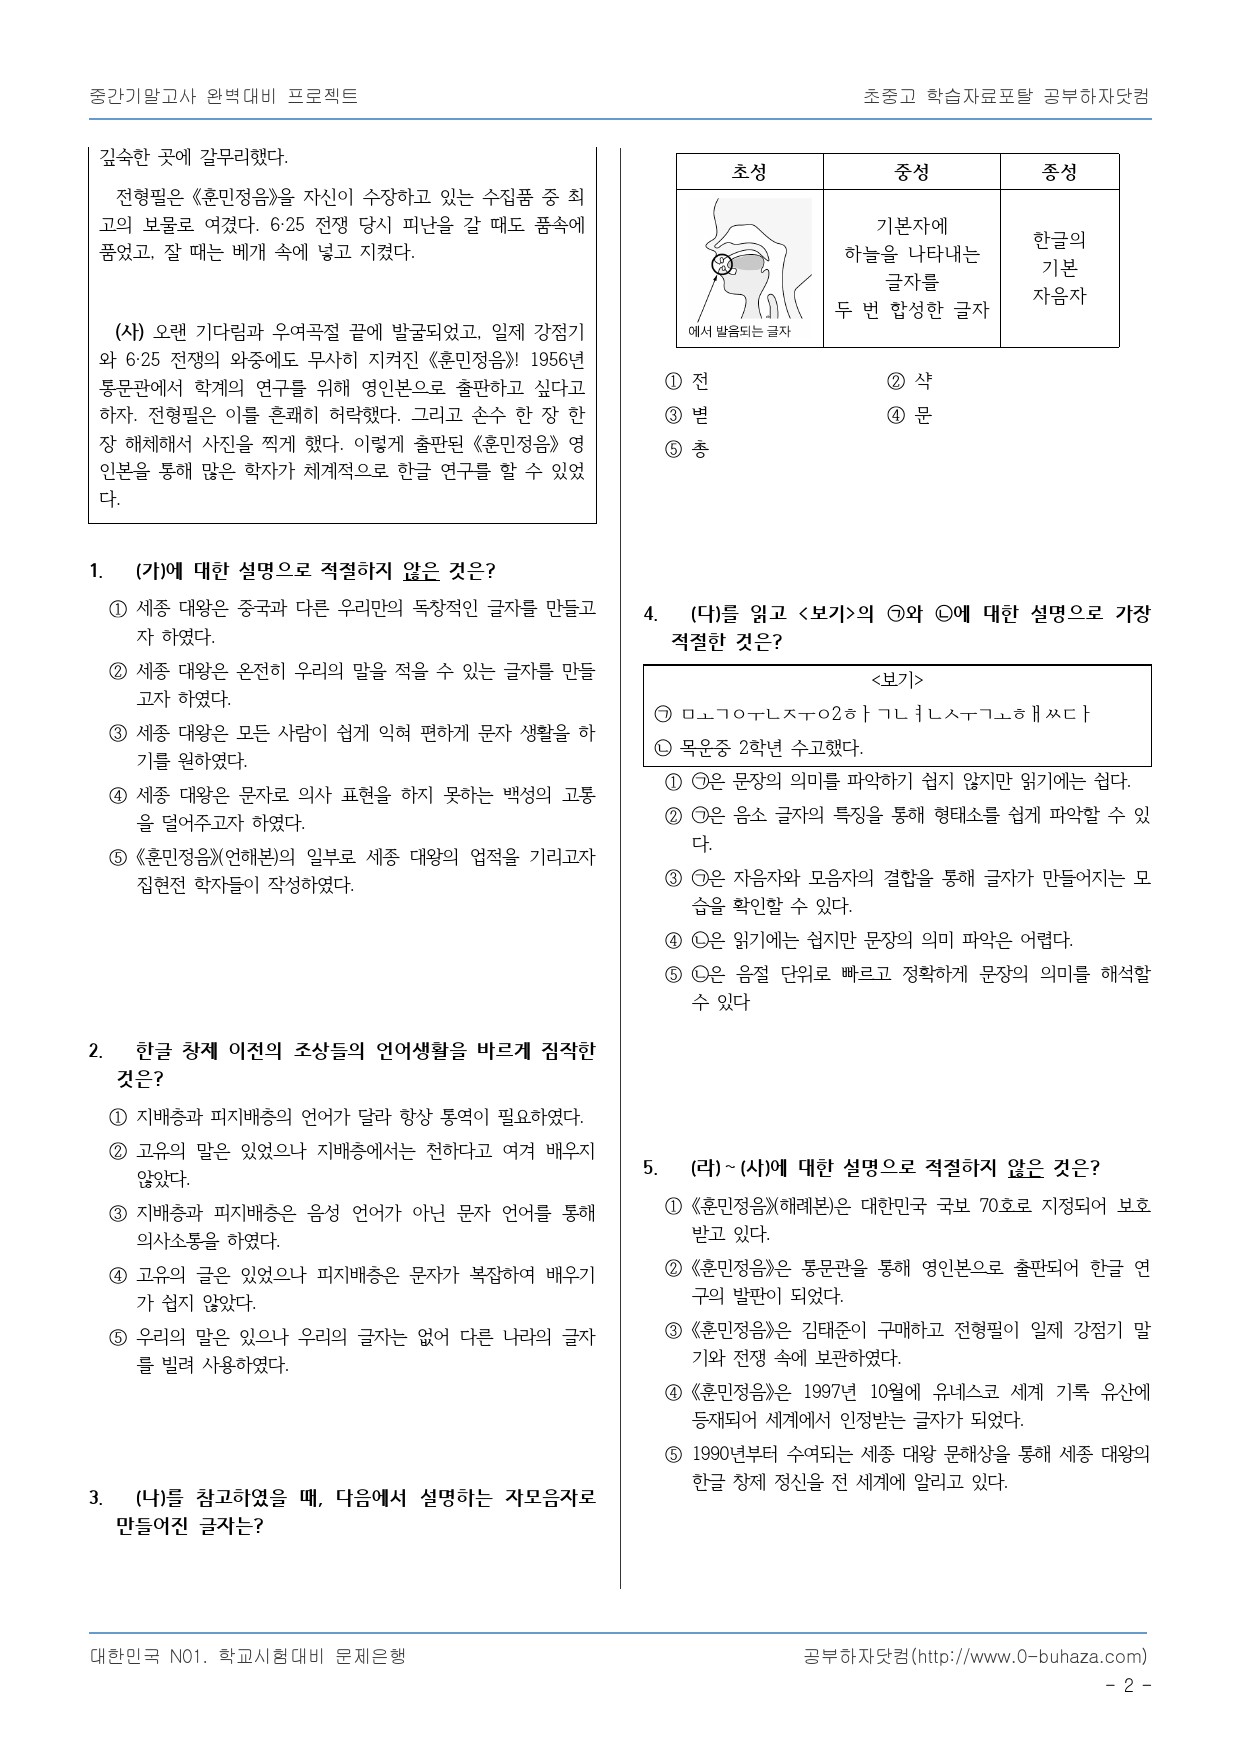 중간기말고사 완벽대비 프로젝트
초중고 학습자료포탈 공부하자닷컴
깊숙한 곳에 갈무리했다.
전형필은 《훈민정음》을 자신이 수장하고 있는 수집품 중 최
고의 보물로 여겼다. 6·25 전쟁 당시 피난을 갈 때도 품속에
품었고, 잘 때는 베개 속에 넣고 지켰다.
(사) 오랜 기다림과 우여곡절 끝에 발굴되었고, 일제 강점기
와 6·25 전쟁의 와중에도 무사히 지켜진 《훈민정음》! 1956년
통문관에서 학계의 연구를 위해 영인본으로 출판하고 싶다고
하자. 전형필은 이를 흔쾌히 허락했다. 그리고 손수 한 장 한
장 해체해서 사진을 찍게 했다. 이렇게 출판된 《훈민정음》 영
인본을 통해 많은 학자가 체계적으로 한글 연구를 할 수 있었
다.
1. (가)에 대한 설명으로 적절하지 않은 것은?
① 세종 대왕은 중국과 다른 우리만의 독창적인 글자를 만들고
자 하였다.
② 세종 대왕은 온전히 우리의 말을 적을 수 있는 글자를 만들
고자 하였다.
③ 세종 대왕은 모든 사람이 쉽게 익혀 편하게 문자 생활을 하
기를 원하였다.
④ 세종 대왕은 문자로 의사 표현을 하지 못하는 백성의 고통
을 덜어주고자 하였다.
⑤ 《훈민정음》(언해본)의 일부로 세종 대왕의 업적을 기리고자
집현전 학자들이 작성하였다.
2. 한글 창제 이전의 조상들의 언어생활을 바르게 짐작한
것은?
① 지배층과 피지배층의 언어가 달라 항상 통역이 필요하였다.
② 고유의 말은 있었으나 지배층에서는 천하다고 여겨 배우지
않았다.
③ 지배층과 피지배층은 음성 언어가 아닌 문자 언어를 통해
의사소통을 하였다.
④ 고유의 글은 있었으나 피지배층은 문자가 복잡하여 배우기
가 쉽지 않았다.
⑤ 우리의 말은 있으나 우리의 글자는 없어 다른 나라의 글자
를 빌려 사용하였다.
3. (나)를 참고하였을 때, 다음에서 설명하는 자모음자로
만들어진 글자는?
초성 중성 종성
에서 발음되는 글자
기본자에
하늘을 나타내는
글자를
두 번 합성한 글자
한글의
기본
자음자
① 전 ② 샥
③ 별 ④ 문
⑤ 총
4. (다)를 읽고 <보기>의 ㉠와 ㉡에 대한 설명으로 가장
적절한 것은?
<보기>
㉠ ㅁㅗㄱㅇㅜㄴㅈㅜㅇ2ㅎㅏㄱㄴㅕㄴㅅㅜㄱㅗㅎㅐㅆㄷㅏ
㉡ 목운중 2학년 수고했다.
① ㉠은 문장의 의미를 파악하기 쉽지 않지만 읽기에는 쉽다.
② ㉠은 음소 글자의 특징을 통해 형태소를 쉽게 파악할 수 있
다.
③ ㉠은 자음자와 모음자의 결합을 통해 글자가 만들어지는 모
습을 확인할 수 있다.
④ ㉡은 읽기에는 쉽지만 문장의 의미 파악은 어렵다.
⑤ ㉡은 음절 단위로 빠르고 정확하게 문장의 의미를 해석할
수 있다
5. (라)~(사)에 대한 설명으로 적절하지 않은 것은?
① 《훈민정음》(해례본)은 대한민국 국보 70호로 지정되어 보호
받고 있다.
② 《훈민정음》은 통문관을 통해 영인본으로 출판되어 한글 연
구의 발판이 되었다.
③ 《훈민정음》은 김태준이 구매하고 전형필이 일제 강점기 말
기와 전쟁 속에 보관하였다.
④ 《훈민정음》은 1997년 10월에 유네스코 세계 기록 유산에
등재되어 세계에서 인정받는 글자가 되었다.
⑤ 1990년부터 수여되는 세종 대왕 문해상을 통해 세종 대왕의
한글 창제 정신을 전 세계에 알리고 있다.
대한민국 N01. 학교시험대비 문제은행
공부하자닷컴(http://www.0-buhaza.com)
- 2 -